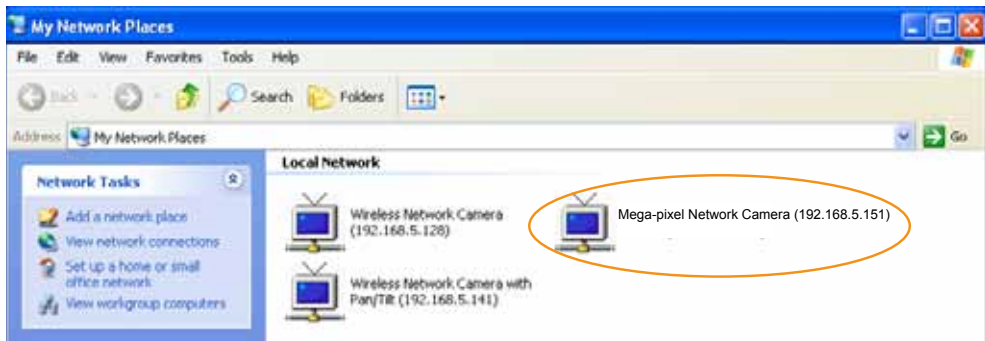 My Network Places
File Edit View Favorites Tools Help
Back Search Folders
Address My Network Places Go
Local Network
Network Tasks
Add a network place
View network connections
Set up a home or small
office network
View workgroup computers
Wireless Network Camera
(192.168.5.128)
Mega-pixel Network Camera (192.168.5.151)
Wireless Network Camera with
Pan/Tilt (192.168.5.141)